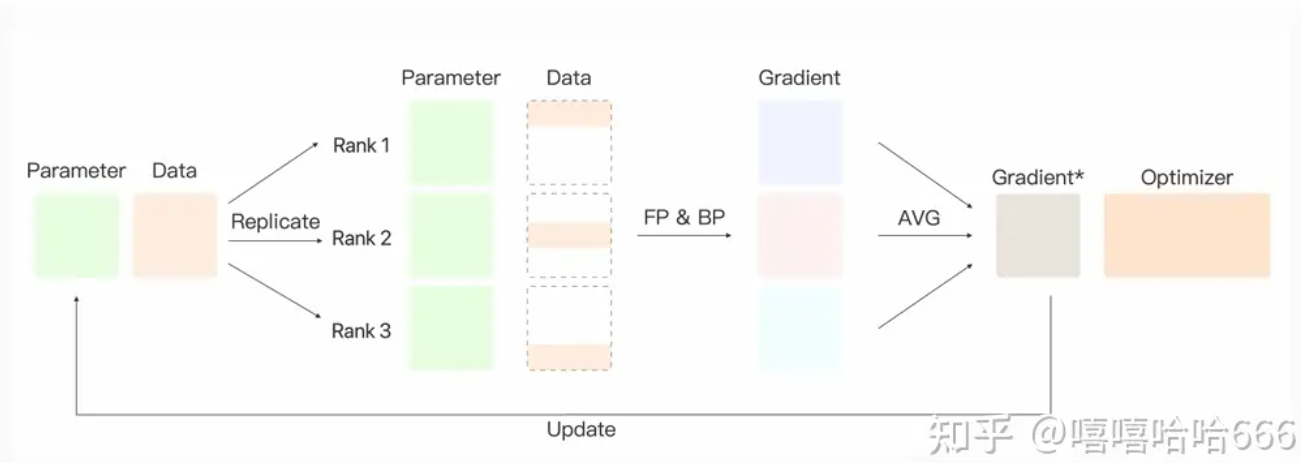 Parameter Data Gradient
Rank 1
Parameter Data Gradient* Optimizer
Replicate Rank 2 FP & BP AVG
Rank 3
Update
知乎 @嘻嘻哈哈666